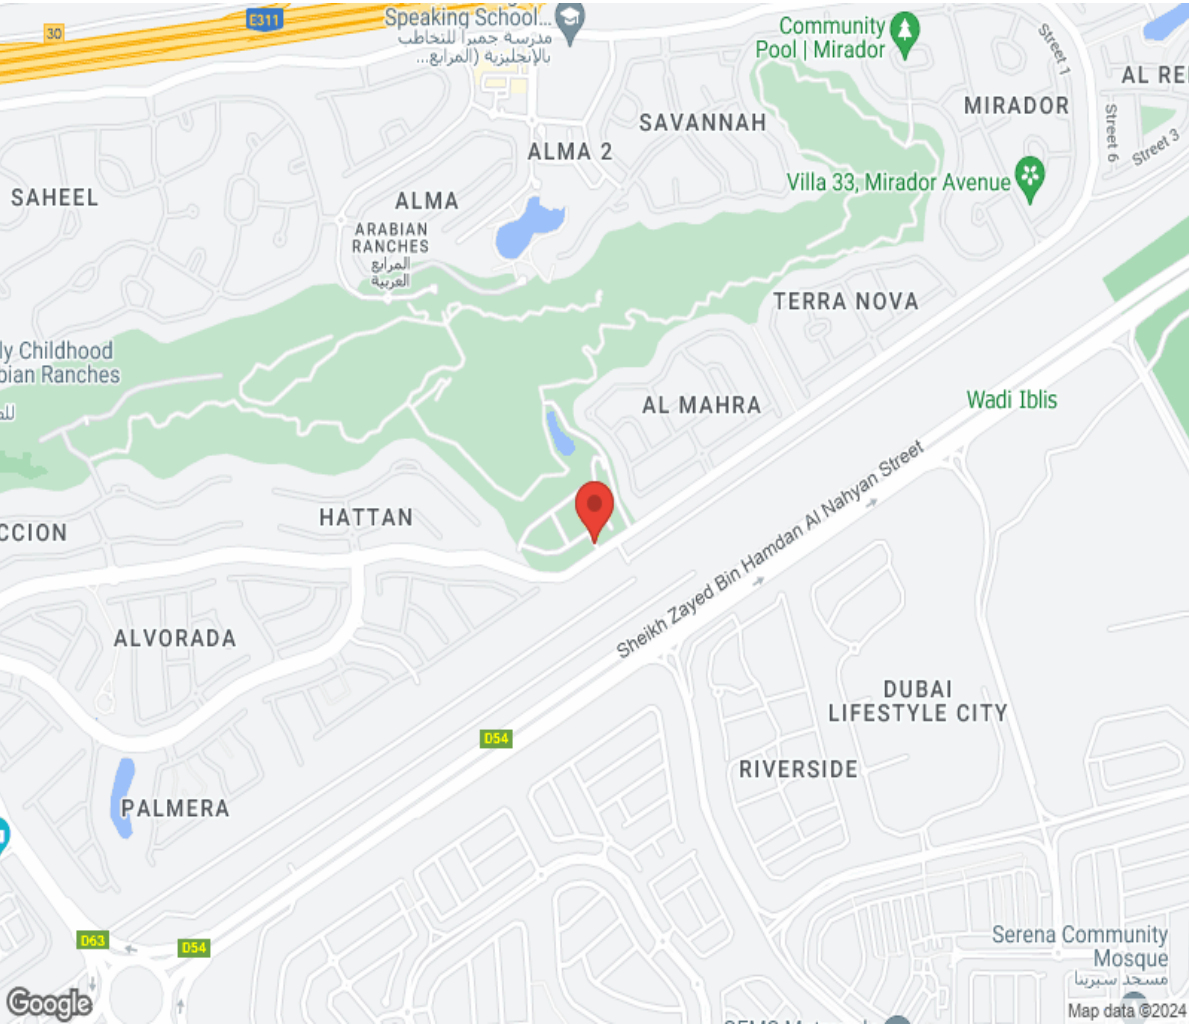 E311
30
Speaking School...
مدرسة جميرا للتخاطب
بالإنجليزية (المرابع...
Community
Pool | Mirador
Street 1
AL RE
MIRADOR
Street 6
Street 3
SAVANNAH
ALMA 2
Villa 33, Mirador Avenue
SAHEEL
ALMA
ARABIAN
RANCHES
المرابع
العربية
TERRA NOVA
ly Childhood
bian Ranches
AL MAHRA
Wadi Iblis
HATTAN
CCION
Sheikh Zayed Bin Hamdan Al Nahyan Street
ALVORADA
DUBAI
LIFESTYLE CITY
D54
RIVERSIDE
PALMERA
D63
D54
Serena Community
Mosque
مسجد سيرينا
Google
Map data ©2024